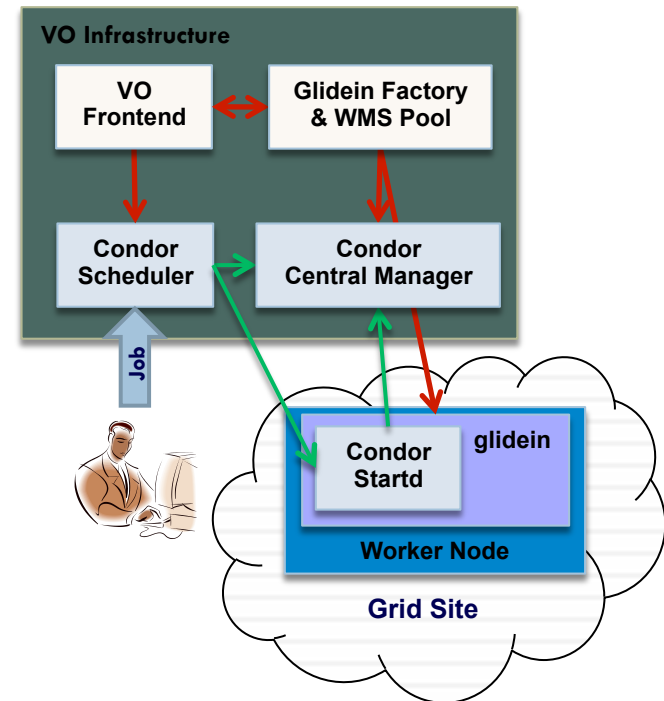 VO Infrastructure
VO
Frontend
Glidein Factory
& WMS Pool
Condor
Scheduler
Condor
Central Manager
Job
glidein
Condor
Startd
Worker Node
Grid Site